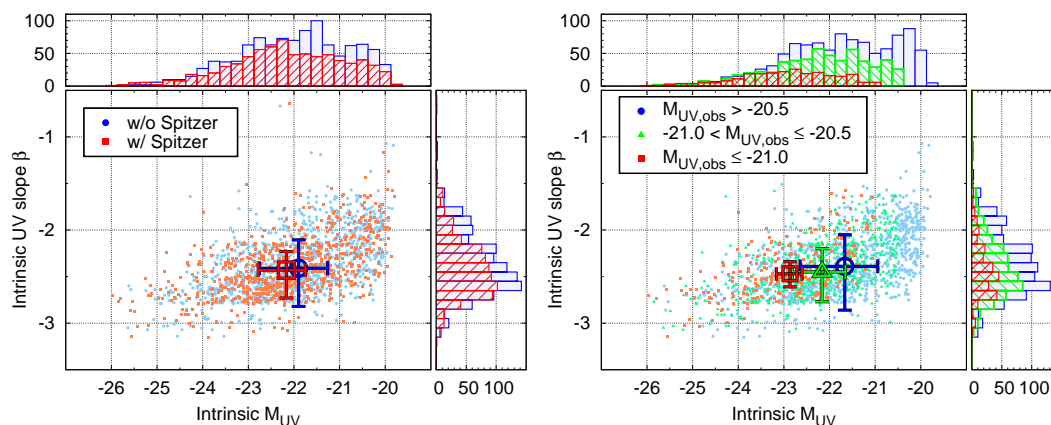 100
50
0
-1
-2
-3
Intrinsic UV slope β
w/o Spitzer
w/ Spitzer
-26 -25 -24 -23 -22 -21 -20
0 50 100
Intrinsic M_UV
100
50
0
-1
-2
-3
Intrinsic UV slope β
M_UV,obs > -20.5
-21.0 < M_UV,obs ≤ -20.5
M_UV,obs ≤ -21.0
-26 -25 -24 -23 -22 -21 -20
0 50 100
Intrinsic M_UV